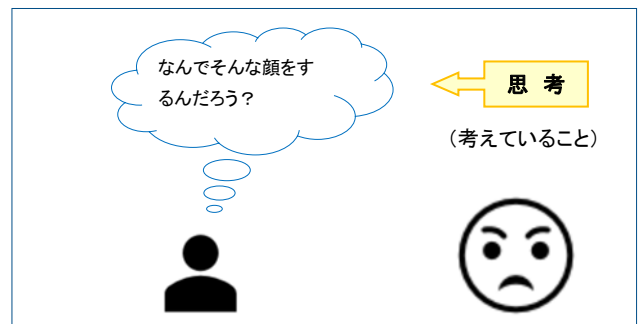 なんでそんな顔をす
るんだろう？
思 考
（考えていること）